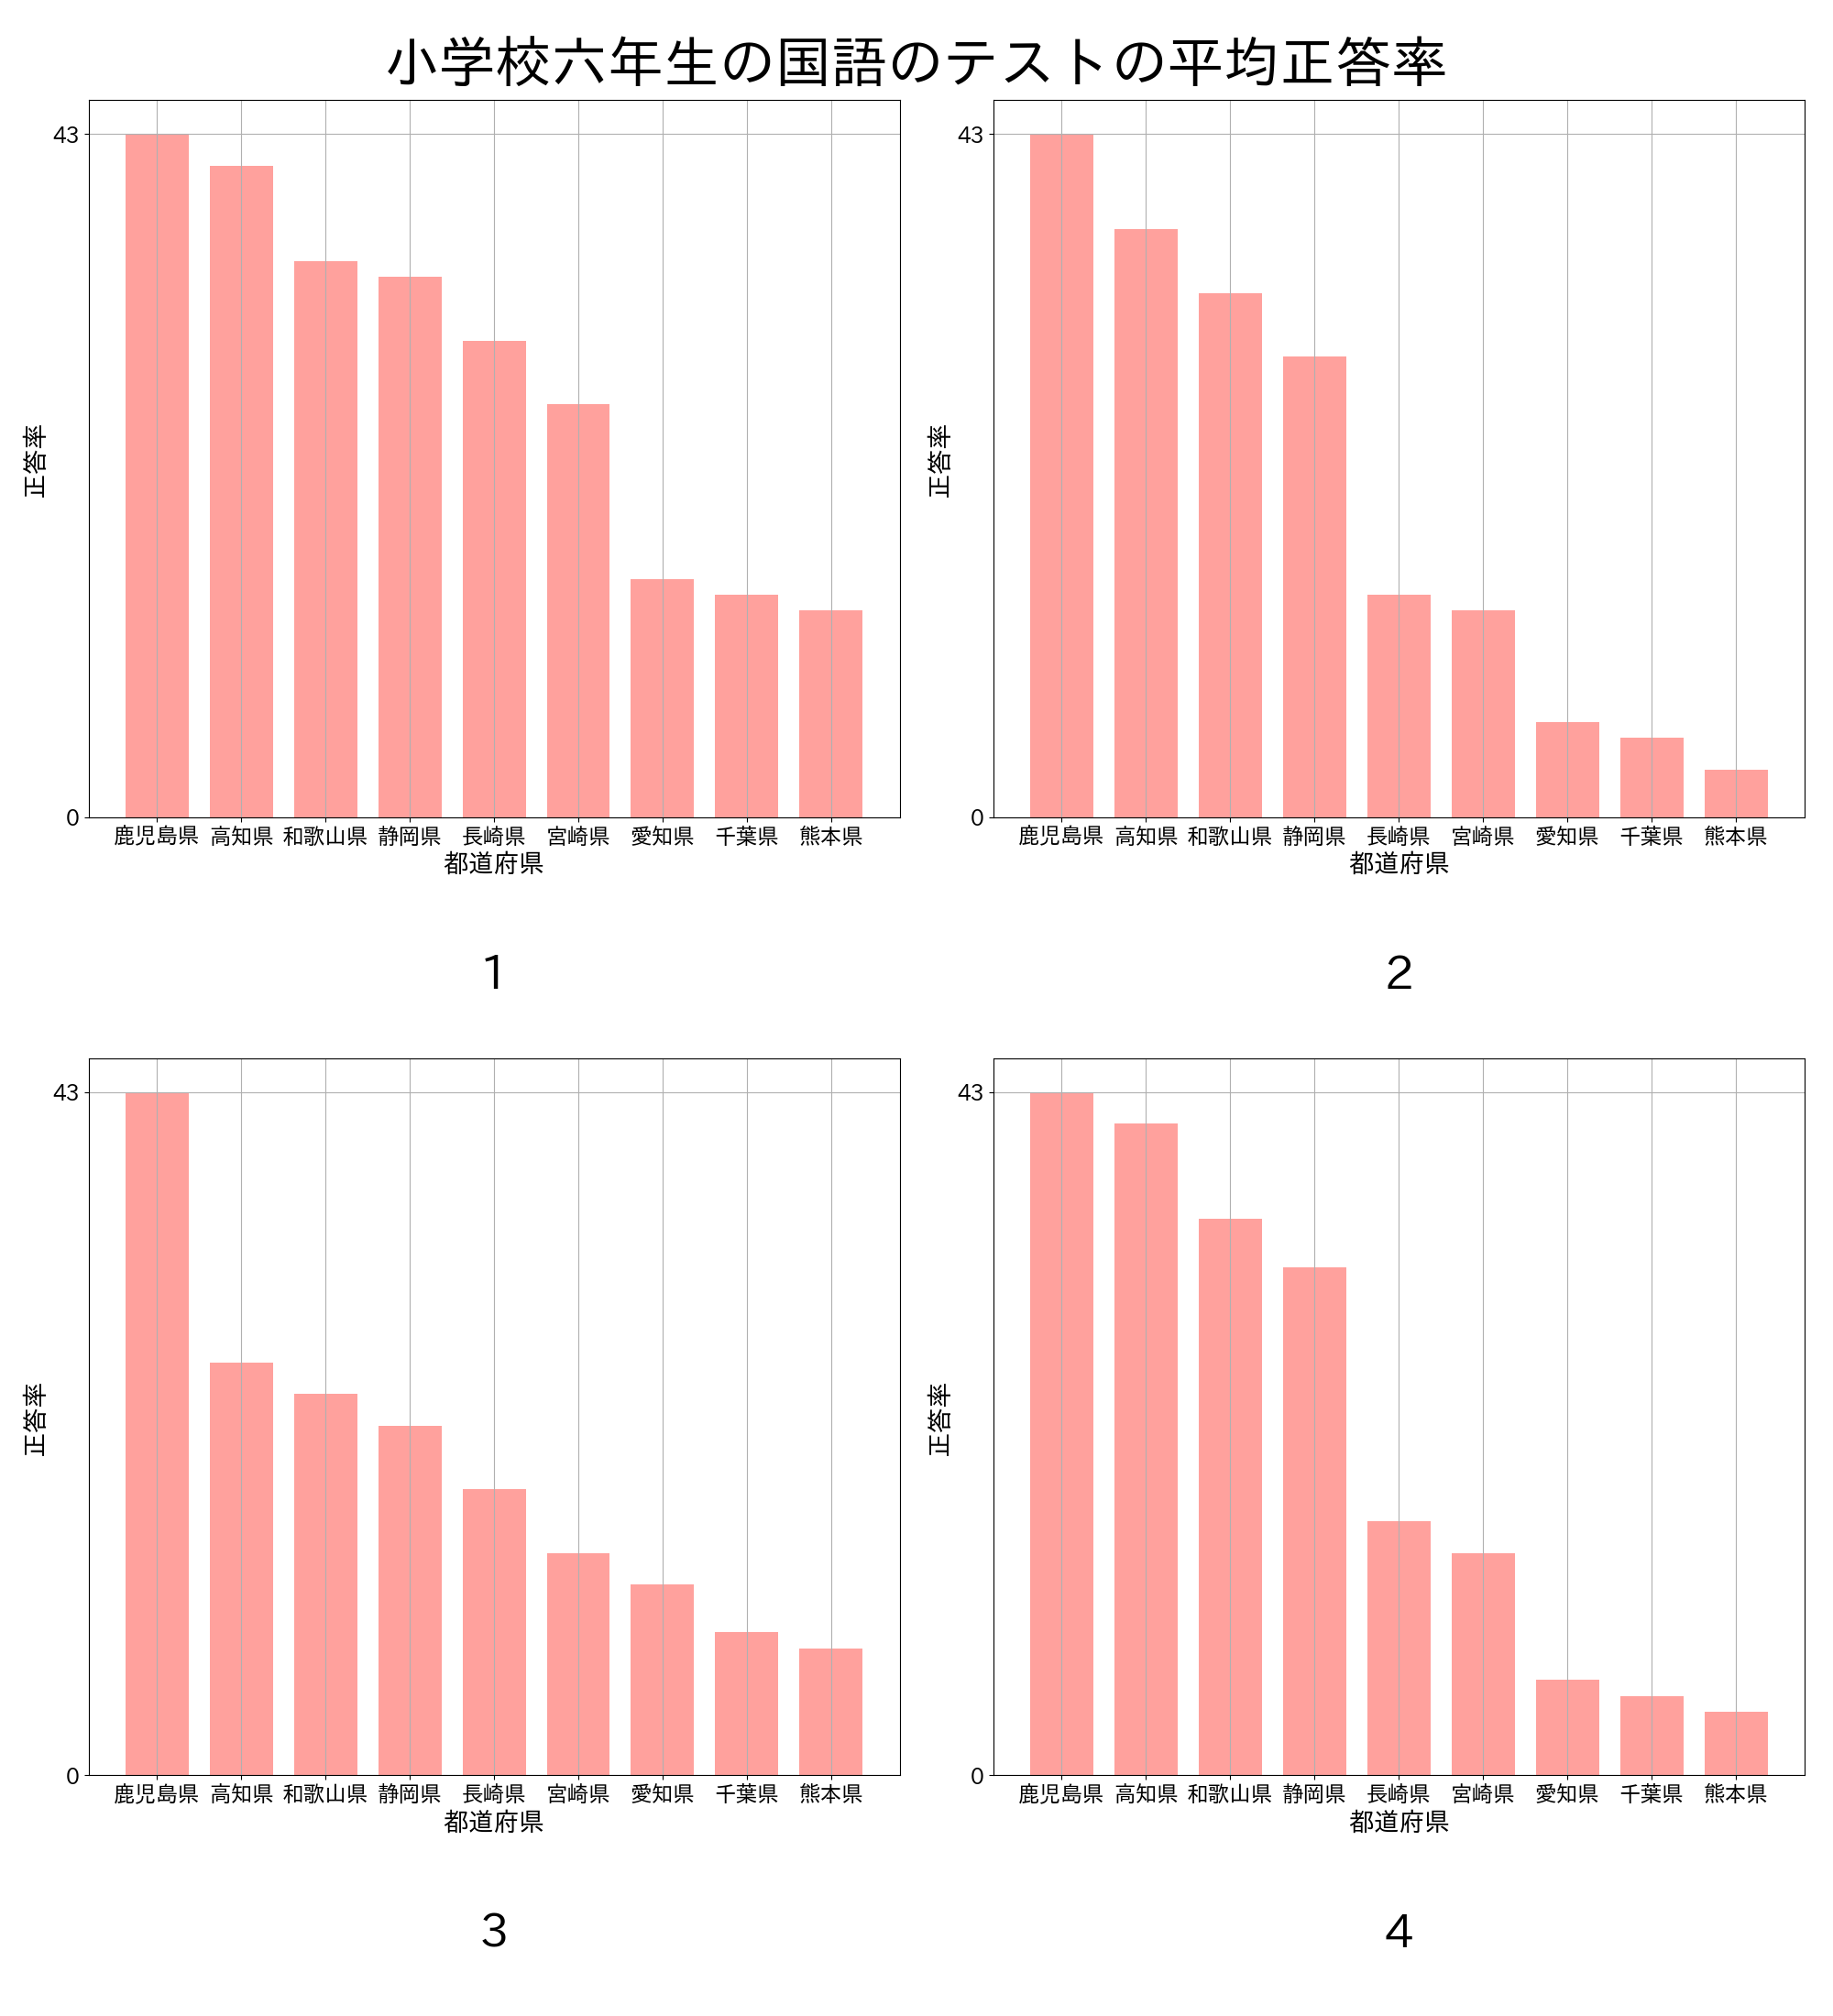 小学校六年生の国語のテストの平均正答率
43
0
正答率
鹿児島県 高知県 和歌山県 静岡県 長崎県 宮崎県 愛知県 千葉県 熊本県
都道府県
1
43
0
正答率
鹿児島県 高知県 和歌山県 静岡県 長崎県 宮崎県 愛知県 千葉県 熊本県
都道府県
2
43
0
正答率
鹿児島県 高知県 和歌山県 静岡県 長崎県 宮崎県 愛知県 千葉県 熊本県
都道府県
3
43
0
正答率
鹿児島県 高知県 和歌山県 静岡県 長崎県 宮崎県 愛知県 千葉県 熊本県
都道府県
4